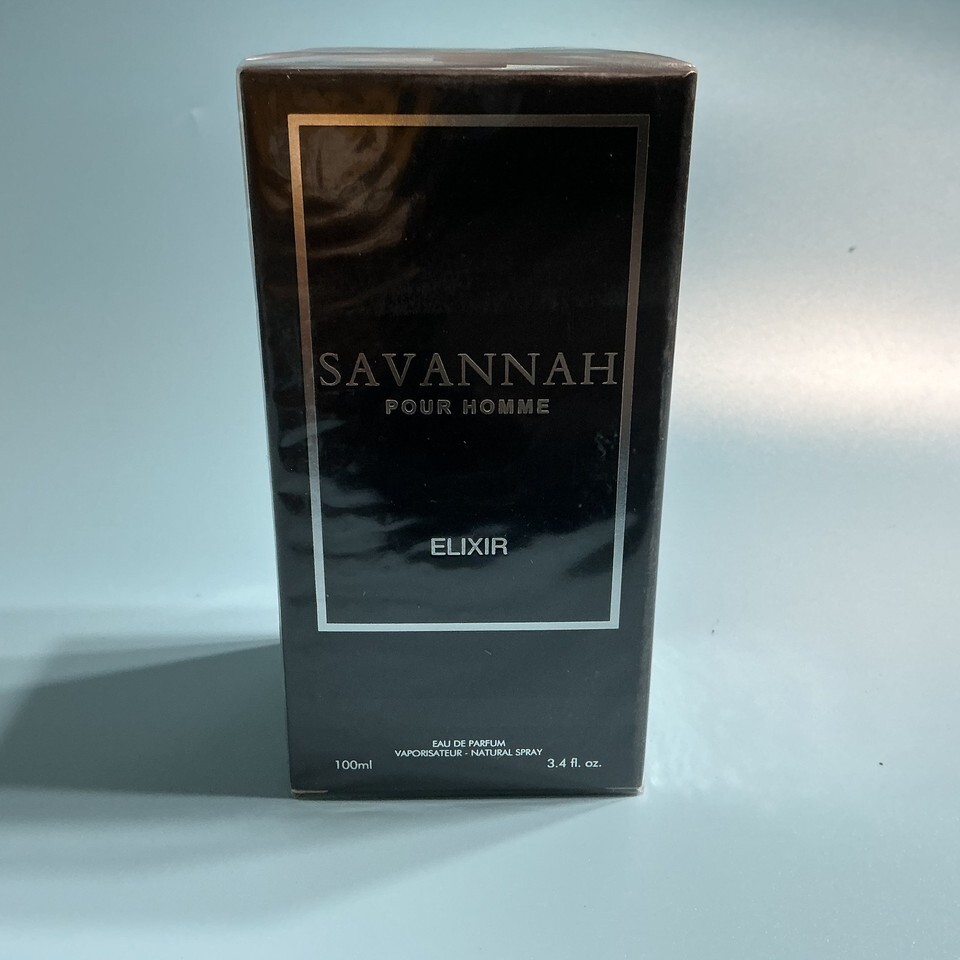 SAVANNAH
POUR HOMME
ELIXIR
EAU DE PARFUM
VAPORISATEUR - NATURAL SPRAY
100ml 3.4 fl. oz.